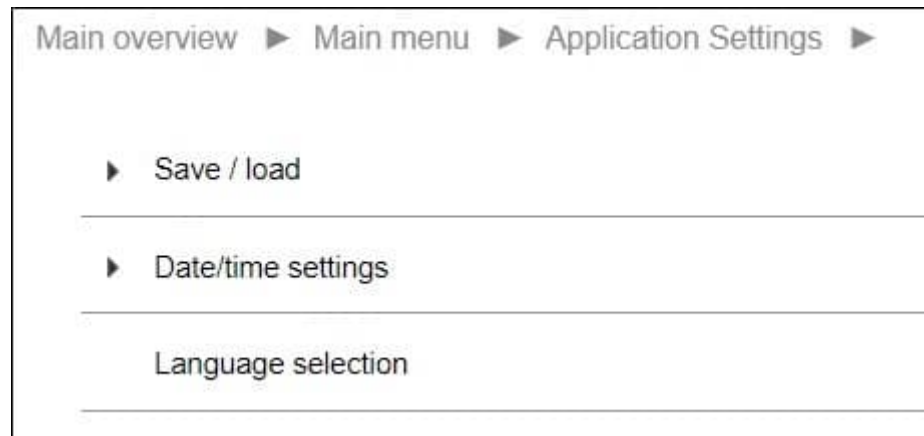 Main overview ► Main menu ► Application Settings ►
Save / load
Date/time settings
Language selection